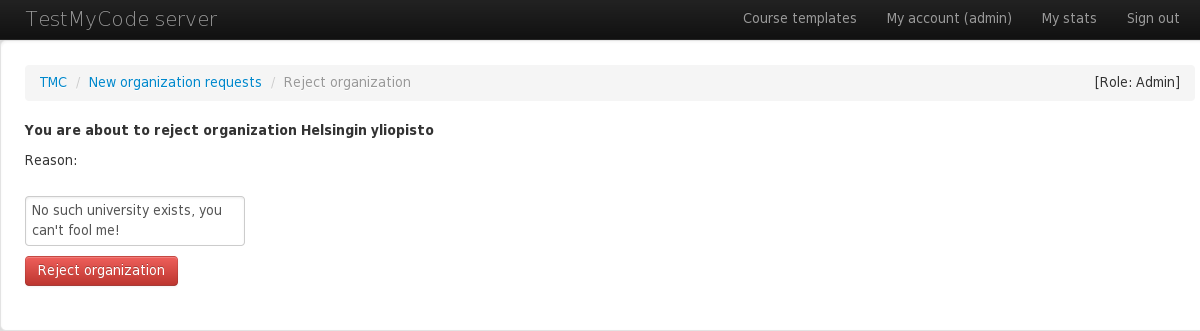 TestMyCode server Course templates My account (admin) My stats Sign out
TMC / New organization requests / Reject organization [Role: Admin]
You are about to reject organization Helsingin yliopisto
Reason:
No such university exists, you
can't fool me!
Reject organization